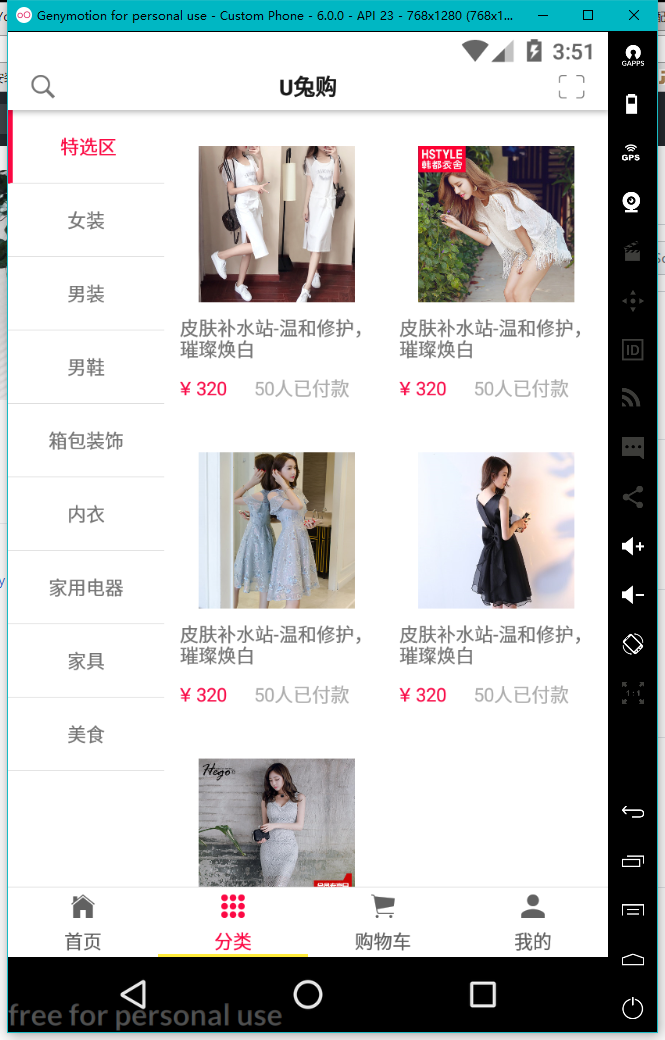 Genymotion for personal use - Custom Phone - 6.0.0 - API 23 - 768x1280 (768x1...
3:51
U兔购
GAPPS
GPS
ID
1:1
特选区
女装
男装
男鞋
箱包装饰
内衣
家用电器
家具
美食
HSTYLE
韩都衣舍
皮肤补水站-温和修护，
璀璨焕白
¥ 320 50人已付款
皮肤补水站-温和修护，
璀璨焕白
¥ 320 50人已付款
皮肤补水站-温和修护，
璀璨焕白
¥ 320 50人已付款
皮肤补水站-温和修护，
璀璨焕白
¥ 320 50人已付款
Hego
首页
分类
购物车
我的
free for personal use